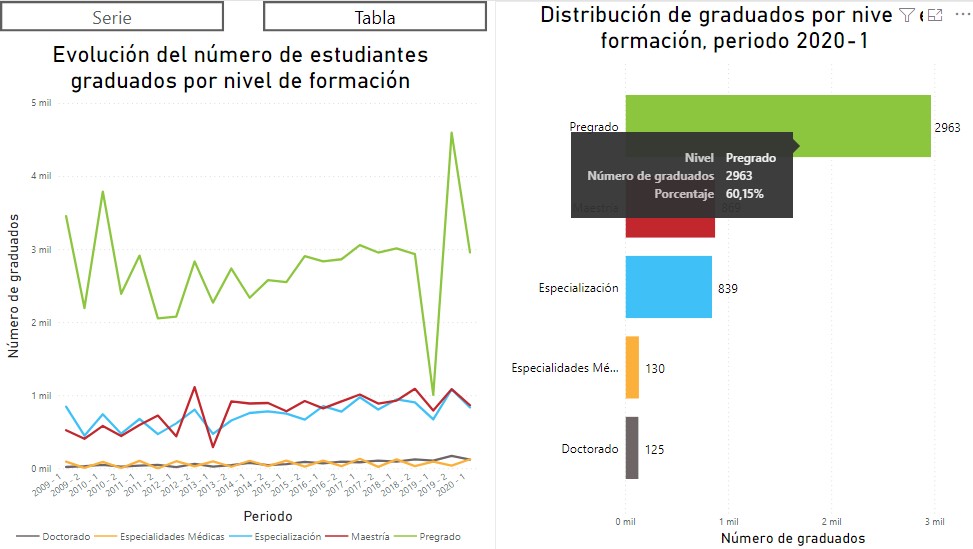 Serie
Tabla
Evolución del número de estudiantes
graduados por nivel de formación
Número de graduados
5 mil
4 mil
3 mil
2 mil
1 mil
0 mil
2009 - 1
2009 - 2
2010 - 1
2010 - 2
2011 - 1
2011 - 2
2012 - 1
2012 - 2
2013 - 1
2013 - 2
2014 - 1
2014 - 2
2015 - 1
2015 - 2
2016 - 1
2016 - 2
2017 - 1
2017 - 2
2018 - 1
2018 - 2
2019 - 1
2019 - 2
2020 - 1
Periodo
Doctorado
Especialidades Médicas
Especialización
Maestría
Pregrado
Distribución de graduados por nive
formación, periodo 2020-1
Pregrado
2963
Nivel Pregrado
Número de graduados 2963
Porcentaje 60,15%
Maestría
Especialización
839
Especialidades Mé...
130
Doctorado
125
0 mil
1 mil
2 mil
3 mil
Número de graduados